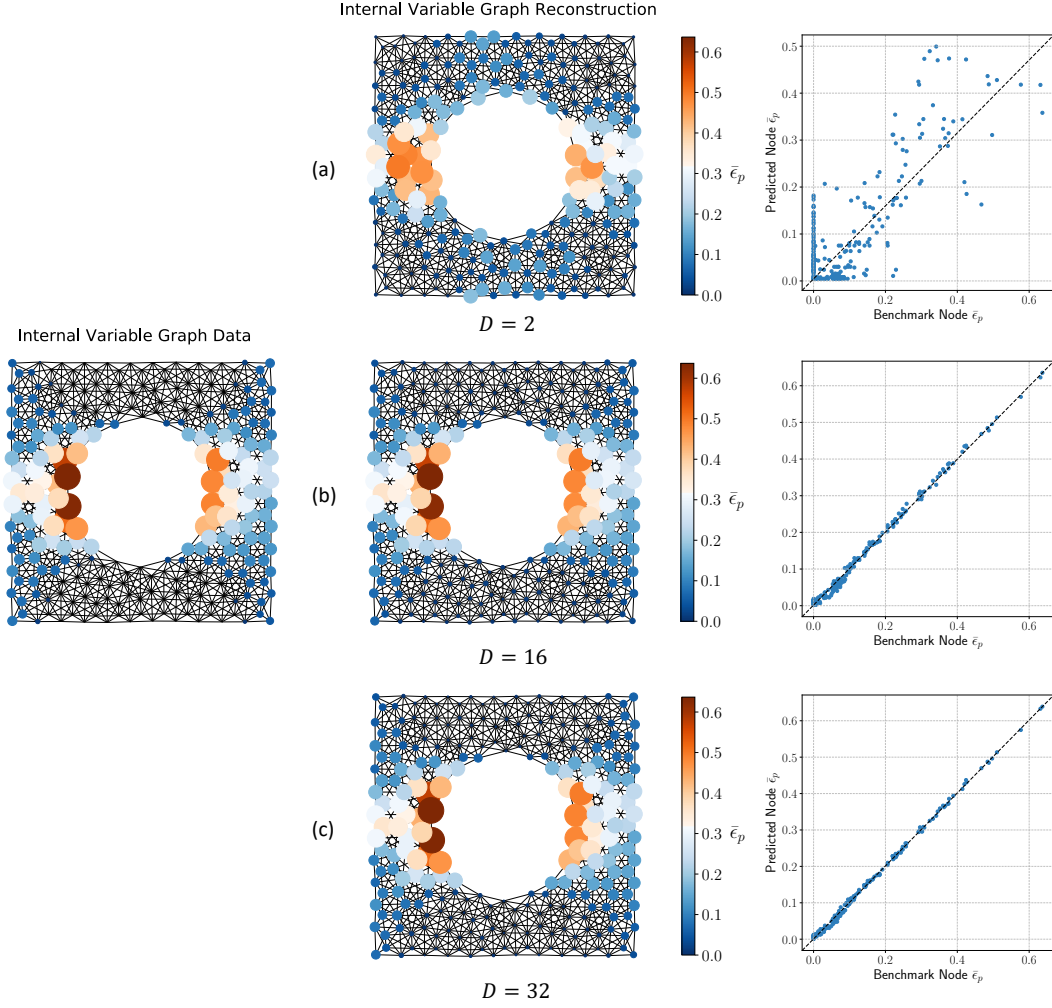 Internal Variable Graph Reconstruction
(a)
0.6
0.5
0.4
0.3
0.2
0.1
0.0
ε̄p
D = 2
Predicted Node ε̄p
0.5
0.4
0.3
0.2
0.1
0.0
0.0 0.2 0.4 0.6
Benchmark Node ε̄p
Internal Variable Graph Data
(b)
0.6
0.5
0.4
0.3
0.2
0.1
0.0
ε̄p
D = 16
Predicted Node ε̄p
0.6
0.5
0.4
0.3
0.2
0.1
0.0
0.0 0.2 0.4 0.6
Benchmark Node ε̄p
(c)
0.6
0.5
0.4
0.3
0.2
0.1
0.0
ε̄p
D = 32
Predicted Node ε̄p
0.6
0.5
0.4
0.3
0.2
0.1
0.0
0.0 0.2 0.4 0.6
Benchmark Node ε̄p